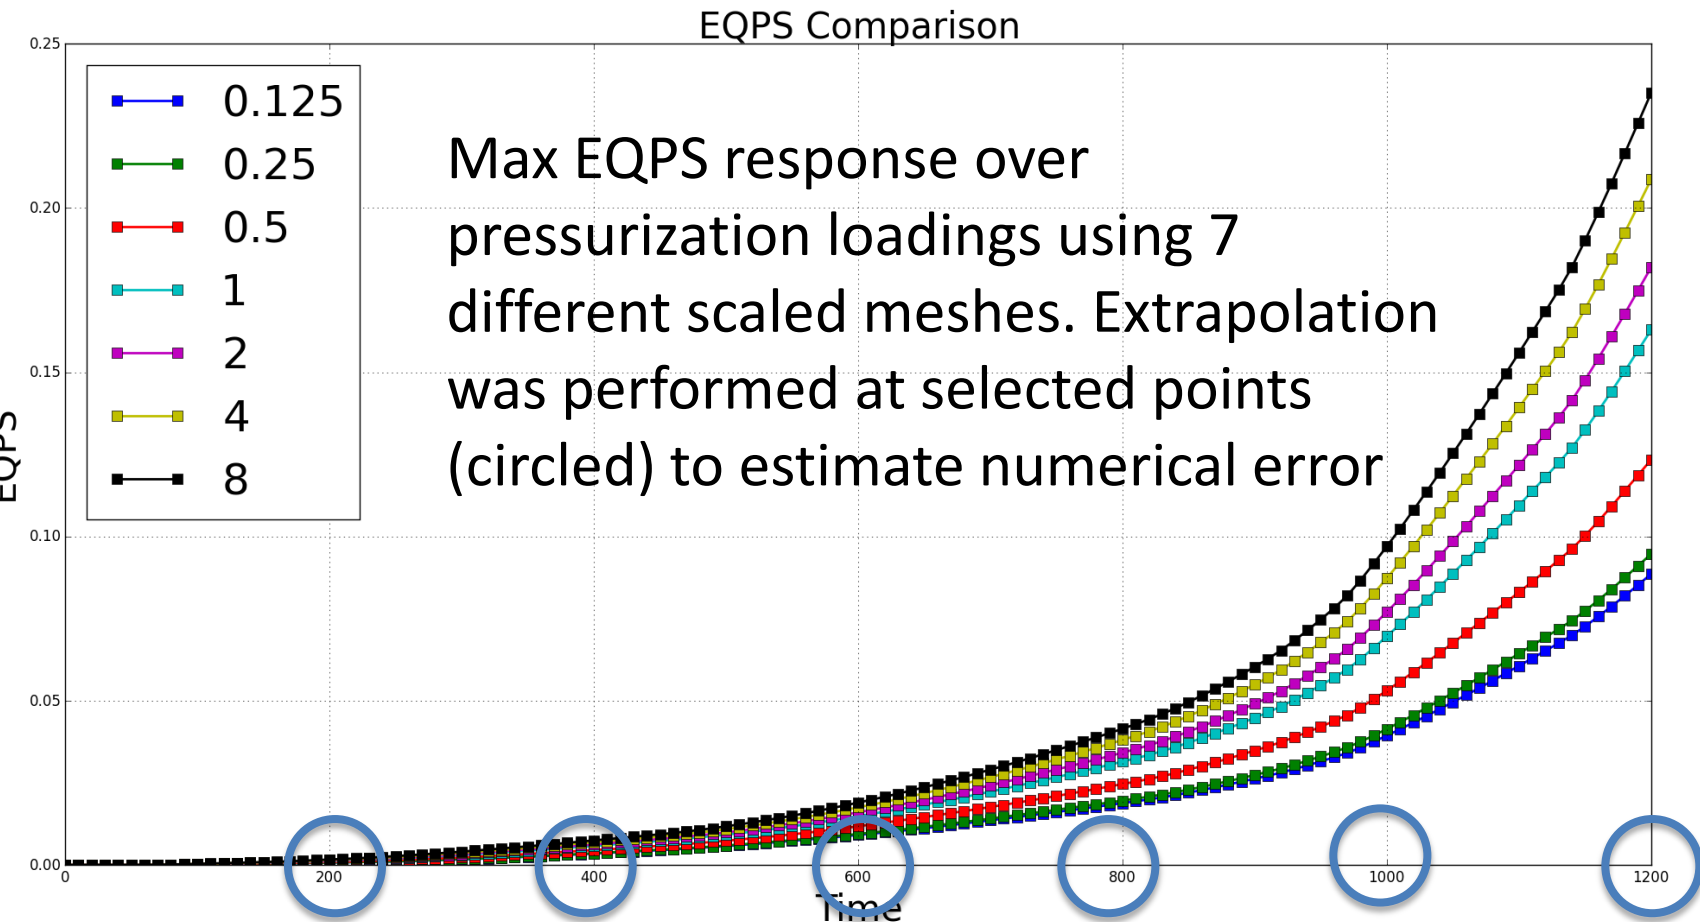 EQPS Comparison
0.25
0.20
0.15
0.10
0.05
0.00
EQPS
0.125
0.25
0.5
1
2
4
8
Max EQPS response over
pressurization loadings using 7
different scaled meshes. Extrapolation
was performed at selected points
(circled) to estimate numerical error
0 200 400 600 800 1000 1200
Time